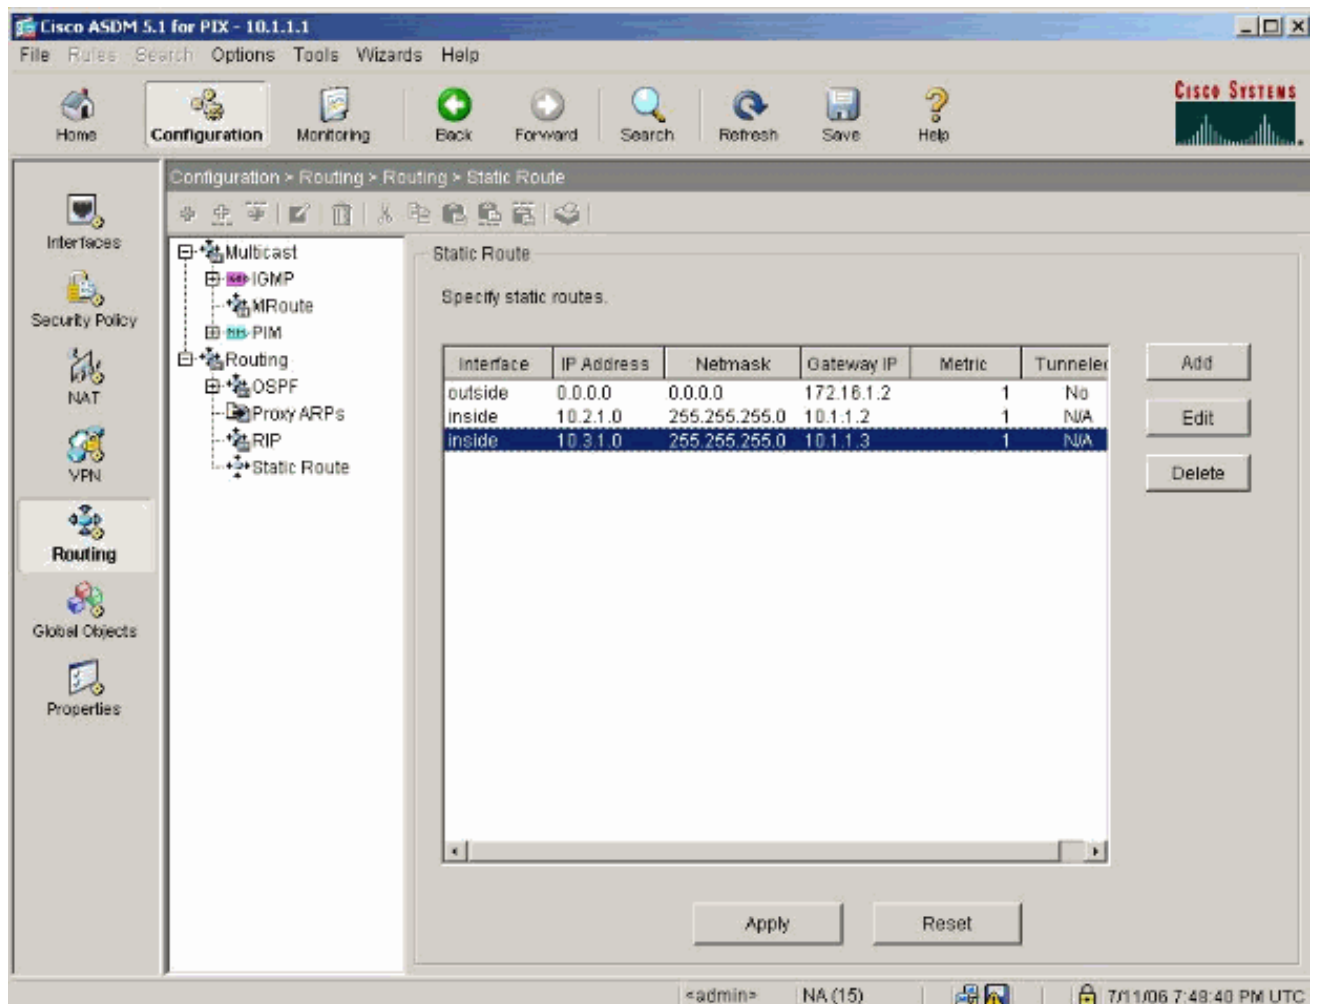 Cisco ASDM 5.1 for PIX - 10.1.1.1
File Rules Search Options Tools Wizards Help
Home Configuration Monitoring Back Forward Search Refresh Save Help
CISCO SYSTEMS
Configuration > Routing > Routing > Static Route
Interfaces
Security Policy
NAT
VPN
Routing
Global Objects
Properties
Multicast
IGMP
MRoute
PIM
Routing
OSPF
Proxy ARPs
RIP
Static Route
Static Route
Specify static routes.
Interface IP Address Netmask Gateway IP Metric Tunneled
outside 0.0.0.0 0.0.0.0 172.16.1.2 1 No
inside 10.2.1.0 255.255.255.0 10.1.1.2 1 N/A
inside 10.3.1.0 255.255.255.0 10.1.1.3 1 N/A
Add
Edit
Delete
Apply Reset
<admin> NA (15) 7/11/06 7:48:40 PM UTC